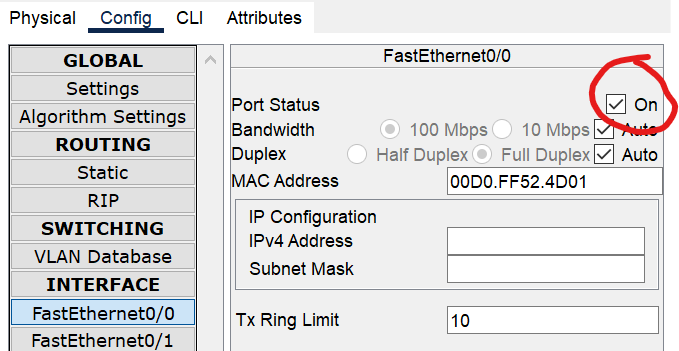 Physical Config CLI Attributes
GLOBAL
Settings
Algorithm Settings
ROUTING
Static
RIP
SWITCHING
VLAN Database
INTERFACE
FastEthernet0/0
FastEthernet0/1
FastEthernet0/0
Port Status On
Bandwidth 100 Mbps 10 Mbps Auto
Duplex Half Duplex Full Duplex Auto
MAC Address 00D0.FF52.4D01
IP Configuration
IPv4 Address
Subnet Mask
Tx Ring Limit 10